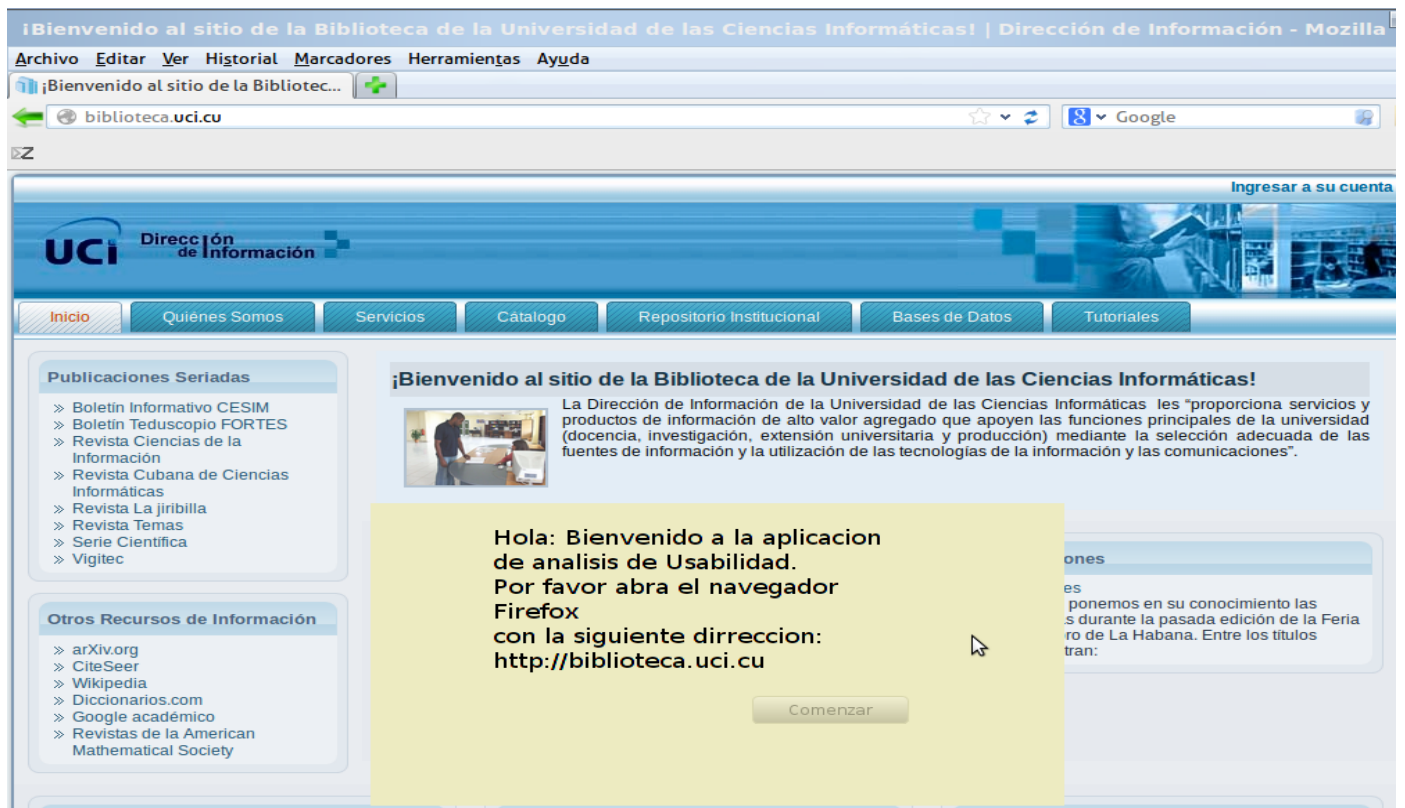 ¡Bienvenido al sitio de la Biblioteca de la Universidad de las Ciencias Informáticas! | Dirección de Información - Mozilla
Archivo Editar Ver Historial Marcadores Herramientas Ayuda
¡Bienvenido al sitio de la Bibliotec...
biblioteca.uci.cu
Google
Ingresar a su cuenta
UCi
Dirección
de Información
Inicio
Quiénes Somos
Servicios
Cátalogo
Repositorio Institucional
Bases de Datos
Tutoriales
Publicaciones Seriadas
» Boletín Informativo CESIM
» Boletín Teduscopio FORTES
» Revista Ciencias de la
Información
» Revista Cubana de Ciencias
Informáticas
» Revista La jiribilla
» Revista Temas
» Serie Científica
» Vigitec
Otros Recursos de Información
» arXiv.org
» CiteSeer
» Wikipedia
» Diccionarios.com
» Google académico
» Revistas de la American
Mathematical Society
¡Bienvenido al sitio de la Biblioteca de la Universidad de las Ciencias Informáticas!
La Dirección de Información de la Universidad de las Ciencias Informáticas les “proporciona servicios y
productos de información de alto valor agregado que apoyen las funciones principales de la universidad
(docencia, investigación, extensión universitaria y producción) mediante la selección adecuada de las
fuentes de información y la utilización de las tecnologías de la información y las comunicaciones”.
Hola: Bienvenido a la aplicacion
de analisis de Usabilidad.
Por favor abra el navegador
Firefox
con la siguiente dirreccion:
http://biblioteca.uci.cu
Comenzar
ones
es
ponemos en su conocimiento las
s durante la pasada edición de la Feria
ro de La Habana. Entre los títulos
tran: